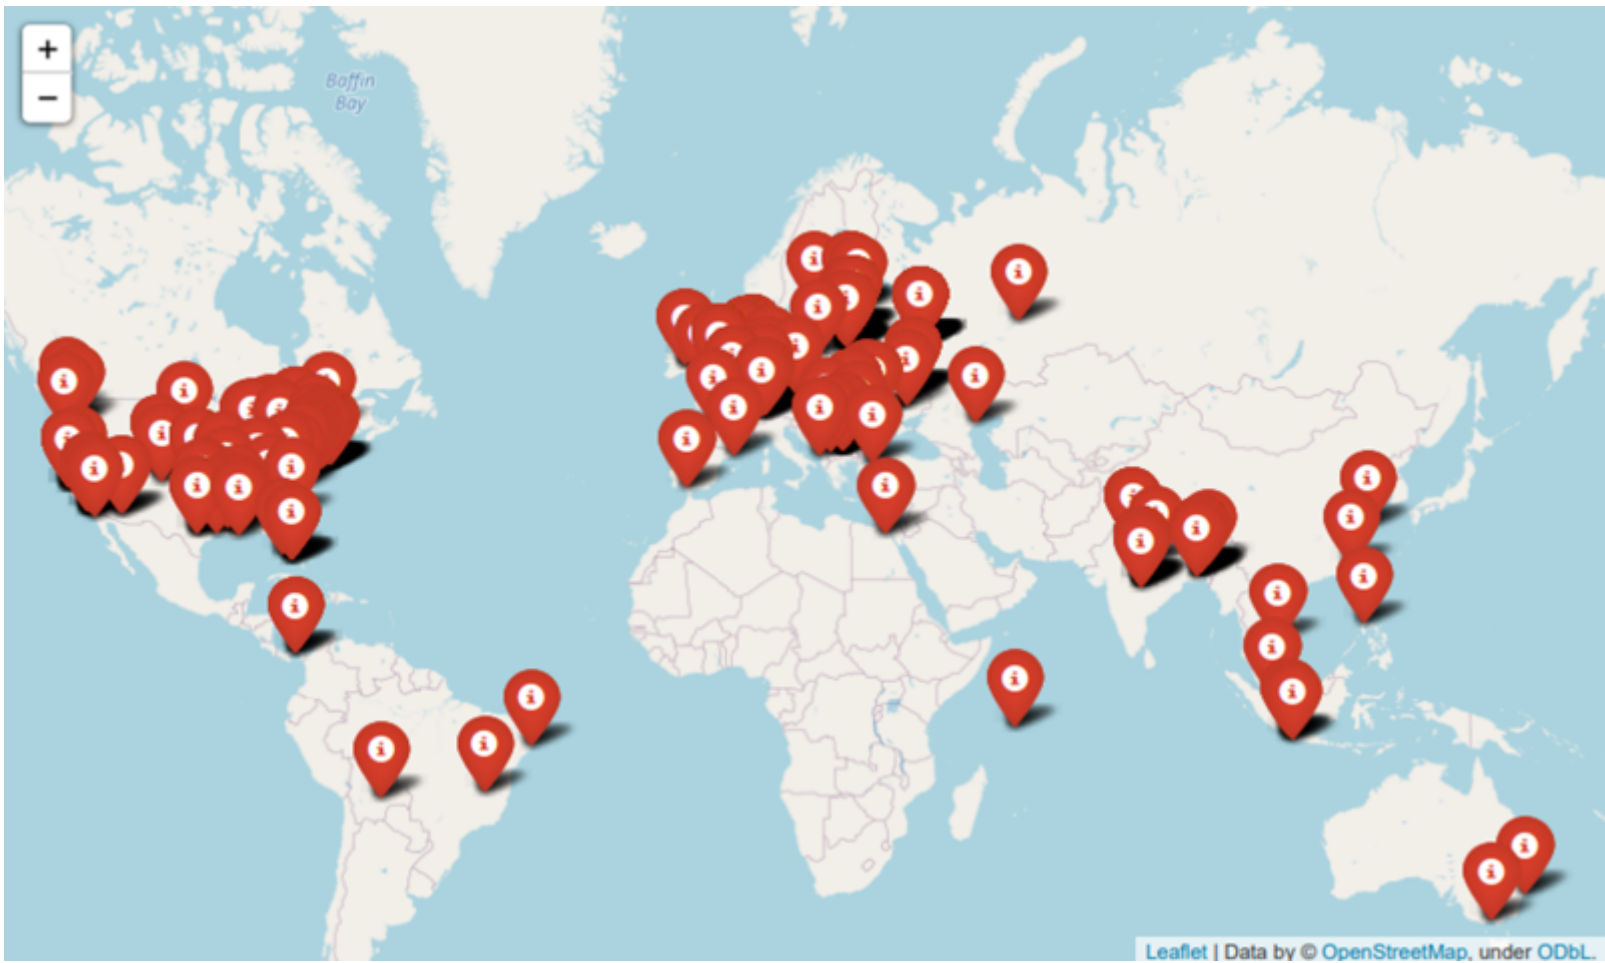 +
−
Baffin
Bay
Leaflet | Data by © OpenStreetMap, under ODbL.